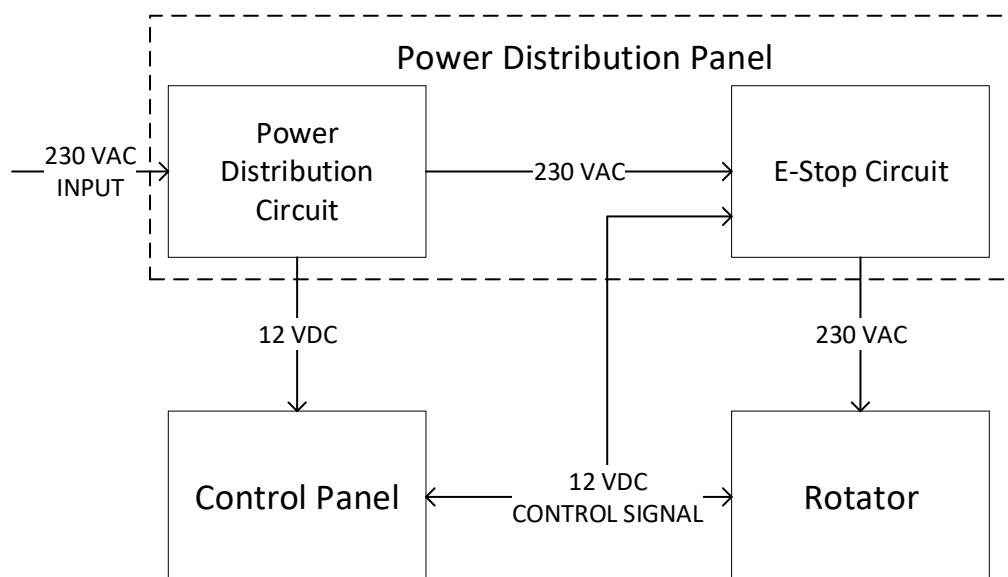 Power Distribution Panel
230 VAC
INPUT
Power
Distribution
Circuit
230 VAC
E-Stop Circuit
12 VDC
230 VAC
Control Panel
12 VDC
CONTROL SIGNAL
Rotator